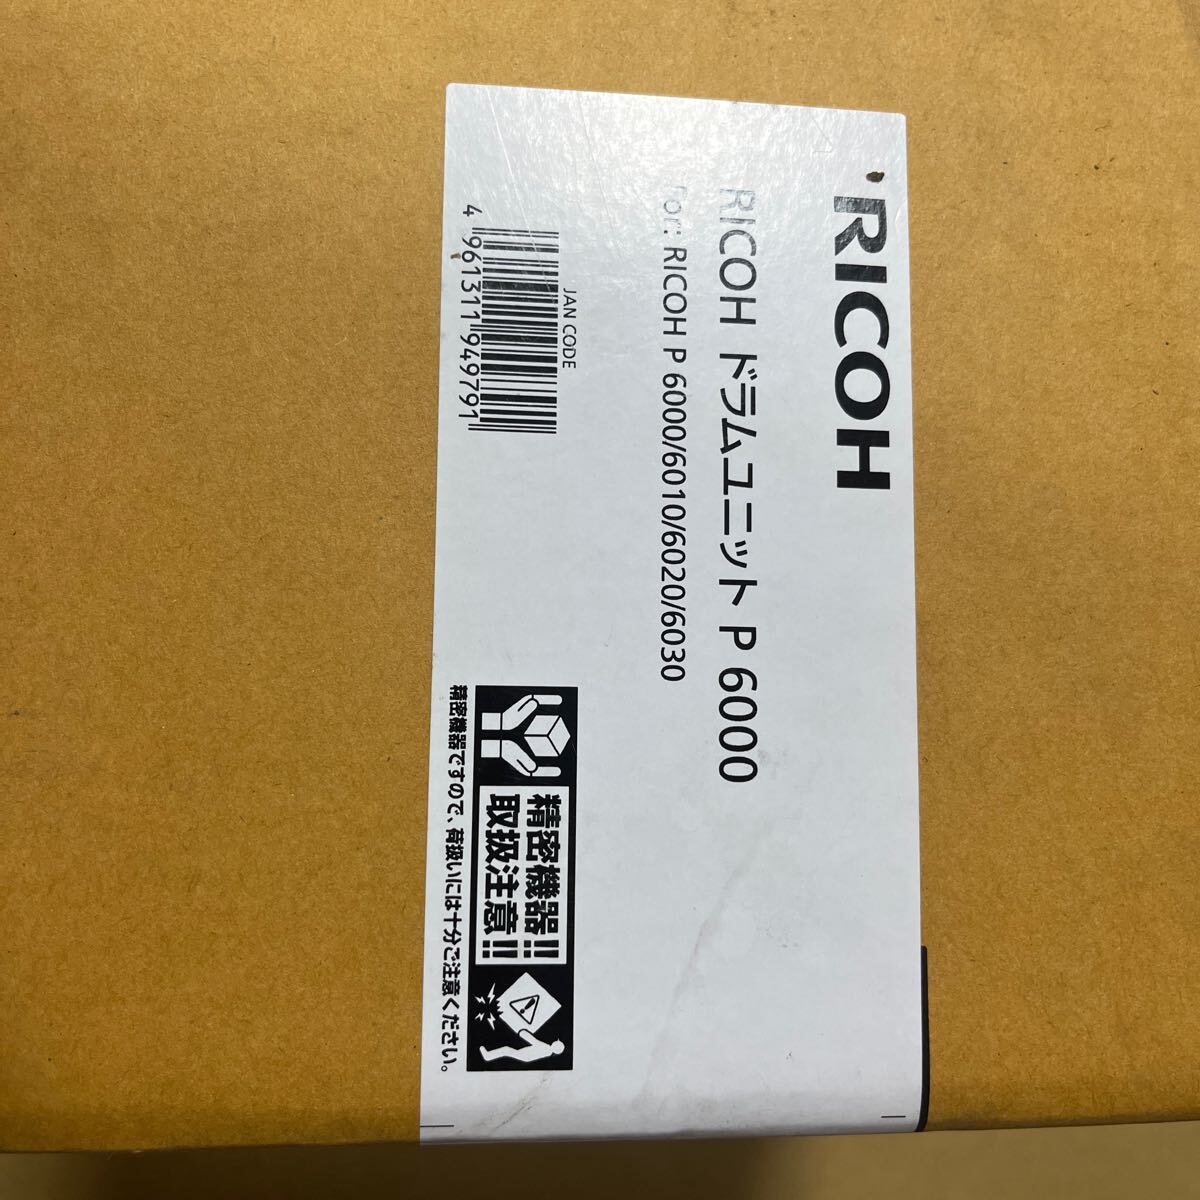 RICOH
RICOH ドラムユニット P 6000
For: RICOH P 6000/6010/6020/6030
JAN CODE
4 961311 949791
精密機器!!
取扱注意!!
精密機器ですので、荷扱いには十分ご注意ください。